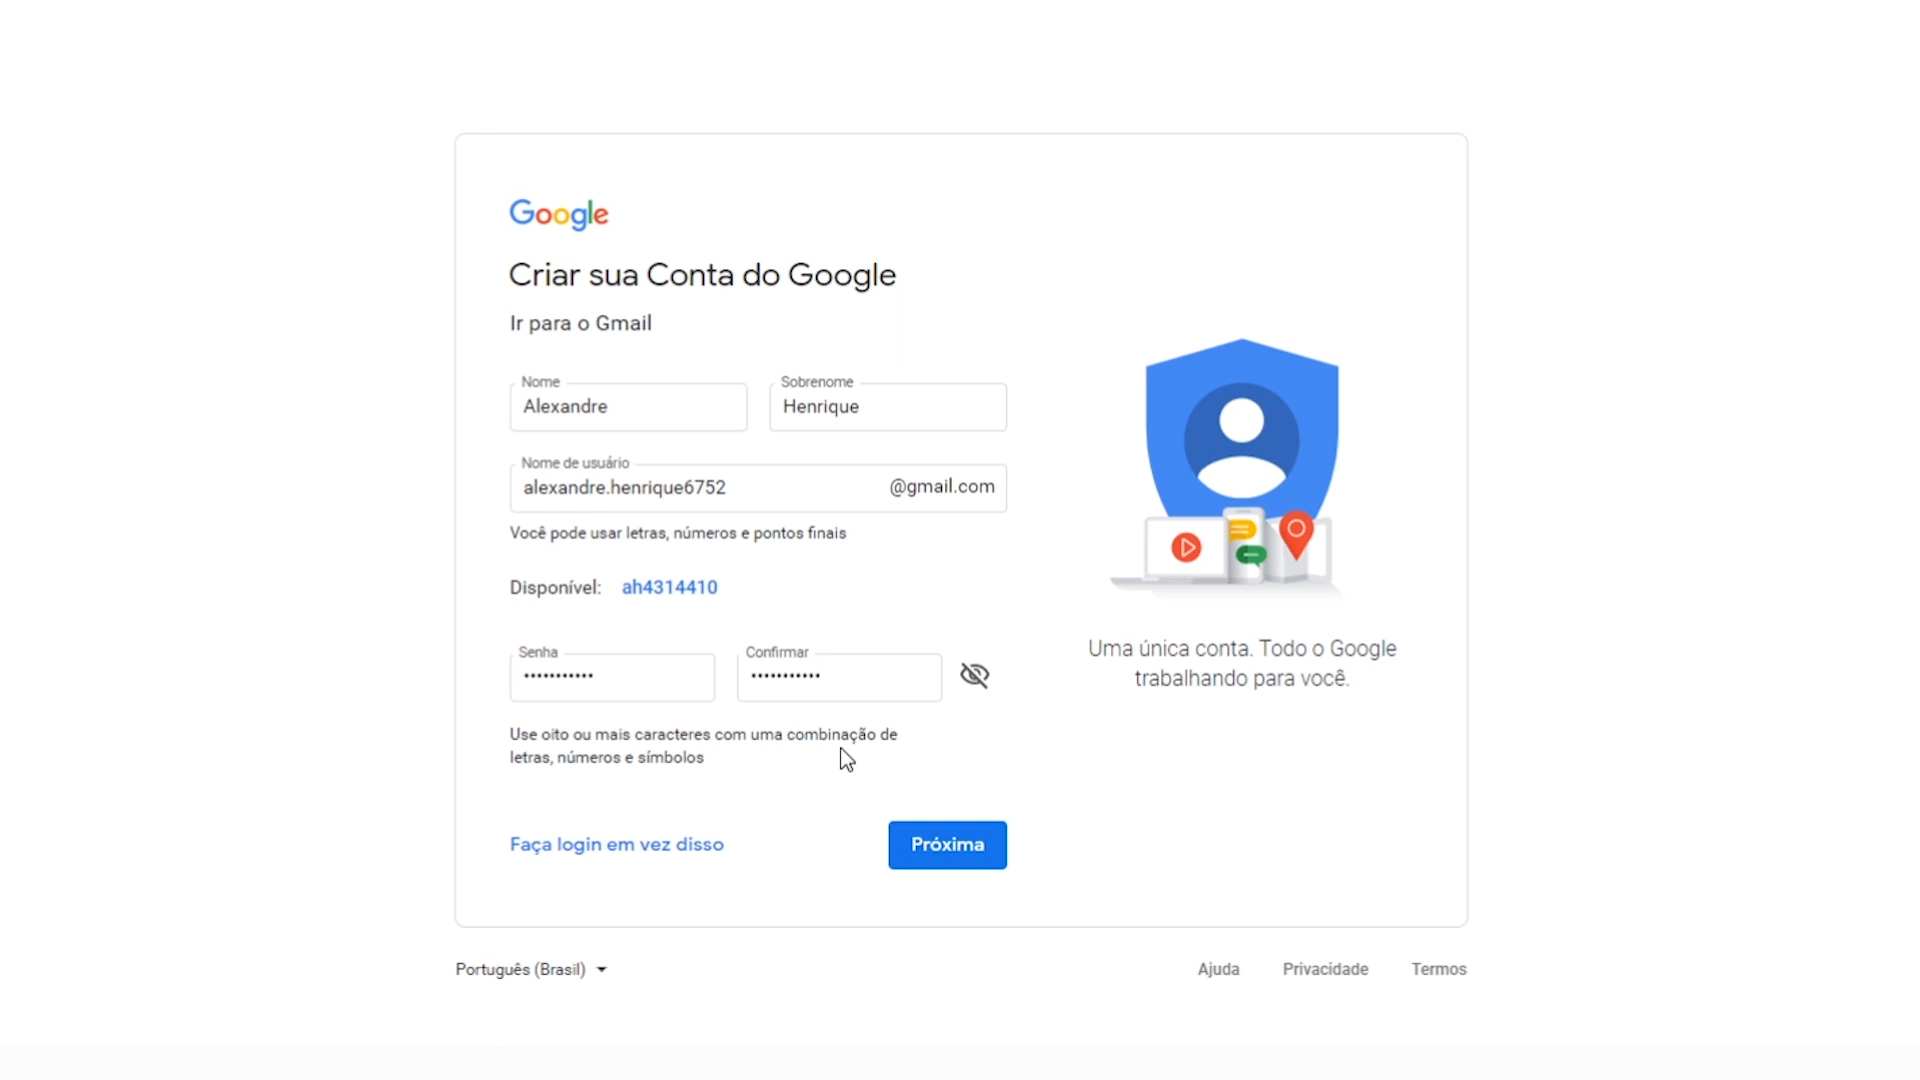 Google
Criar sua Conta do Google
Ir para o Gmail
Nome
Sobrenome
Alexandre
Henrique
Nome de usuário
alexandre.henrique6752
@gmail.com
Você pode usar letras, números e pontos finais
Disponível: ah4314410
Senha
Confirmar
•••••••••••
•••••••••••
Use oito ou mais caracteres com uma combinação de
letras, números e símbolos
Faça login em vez disso
Próxima
Uma única conta. Todo o Google
trabalhando para você.
Português (Brasil)
Ajuda
Privacidade
Termos